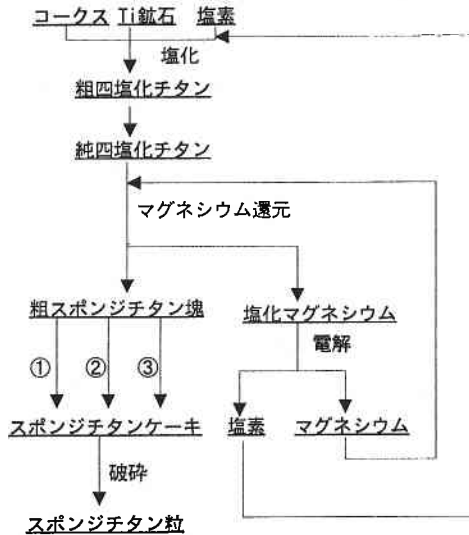 コークス Ti鉱石 塩素
塩化
粗四塩化チタン
純四塩化チタン
マグネシウム還元
粗スポンジチタン塊 塩化マグネシウム
① ② ③ 電解
スポンジチタンケーキ 塩素 マグネシウム
破砕
スポンジチタン粒